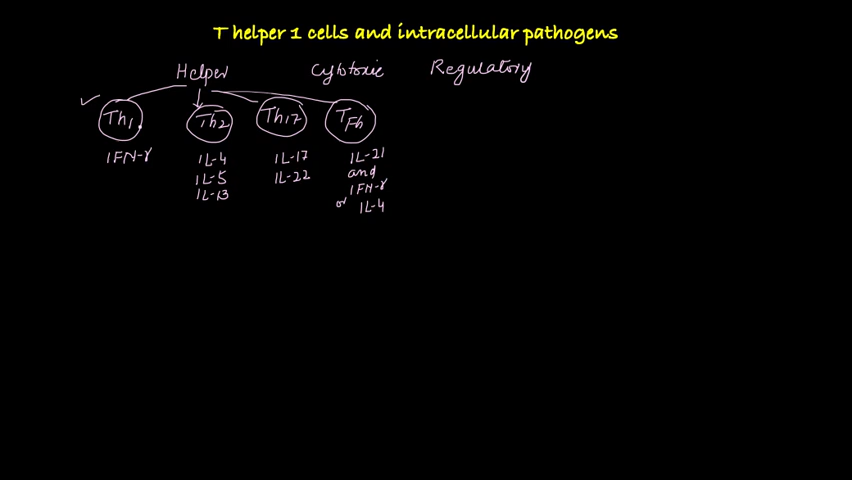 T helper 1 cells and intracellular pathogens
Helper Cytotoxic Regulatory
Th1 Th2 Th17 TFh
IFN-γ IL-4 IL-17 IL-21
IL-5 IL-22 and
IL-13 IFN-γ
or IL-4